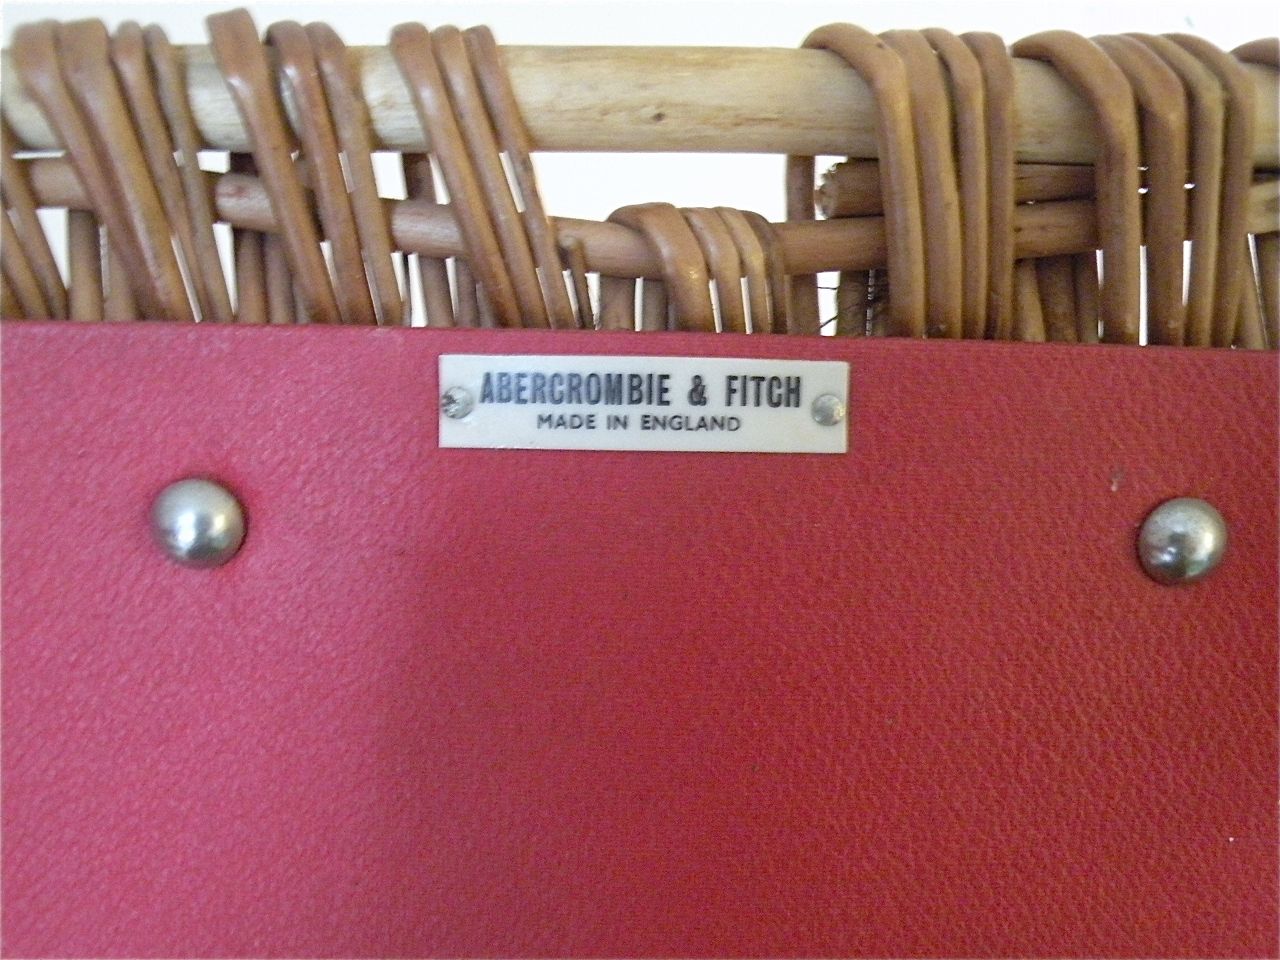 ABERCROMBIE & FITCH
MADE IN ENGLAND